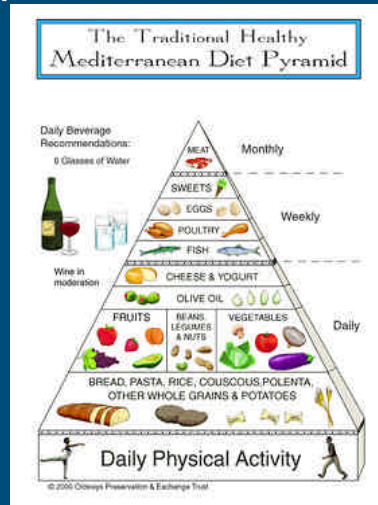 The Traditional Healthy
Mediterranean Diet Pyramid
Daily Beverage
Recommendations:
6 Glasses of Water
Wine in
moderation
MEAT
Monthly
SWEETS
EGGS
POULTRY
FISH
Weekly
CHEESE & YOGURT
OLIVE OIL
FRUITS
BEANS,
LEGUMES
& NUTS
VEGETABLES
Daily
BREAD, PASTA, RICE, COUSCOUS, POLENTA,
OTHER WHOLE GRAINS & POTATOES
Daily Physical Activity
© 2000 Oldways Preservation & Exchange Trust